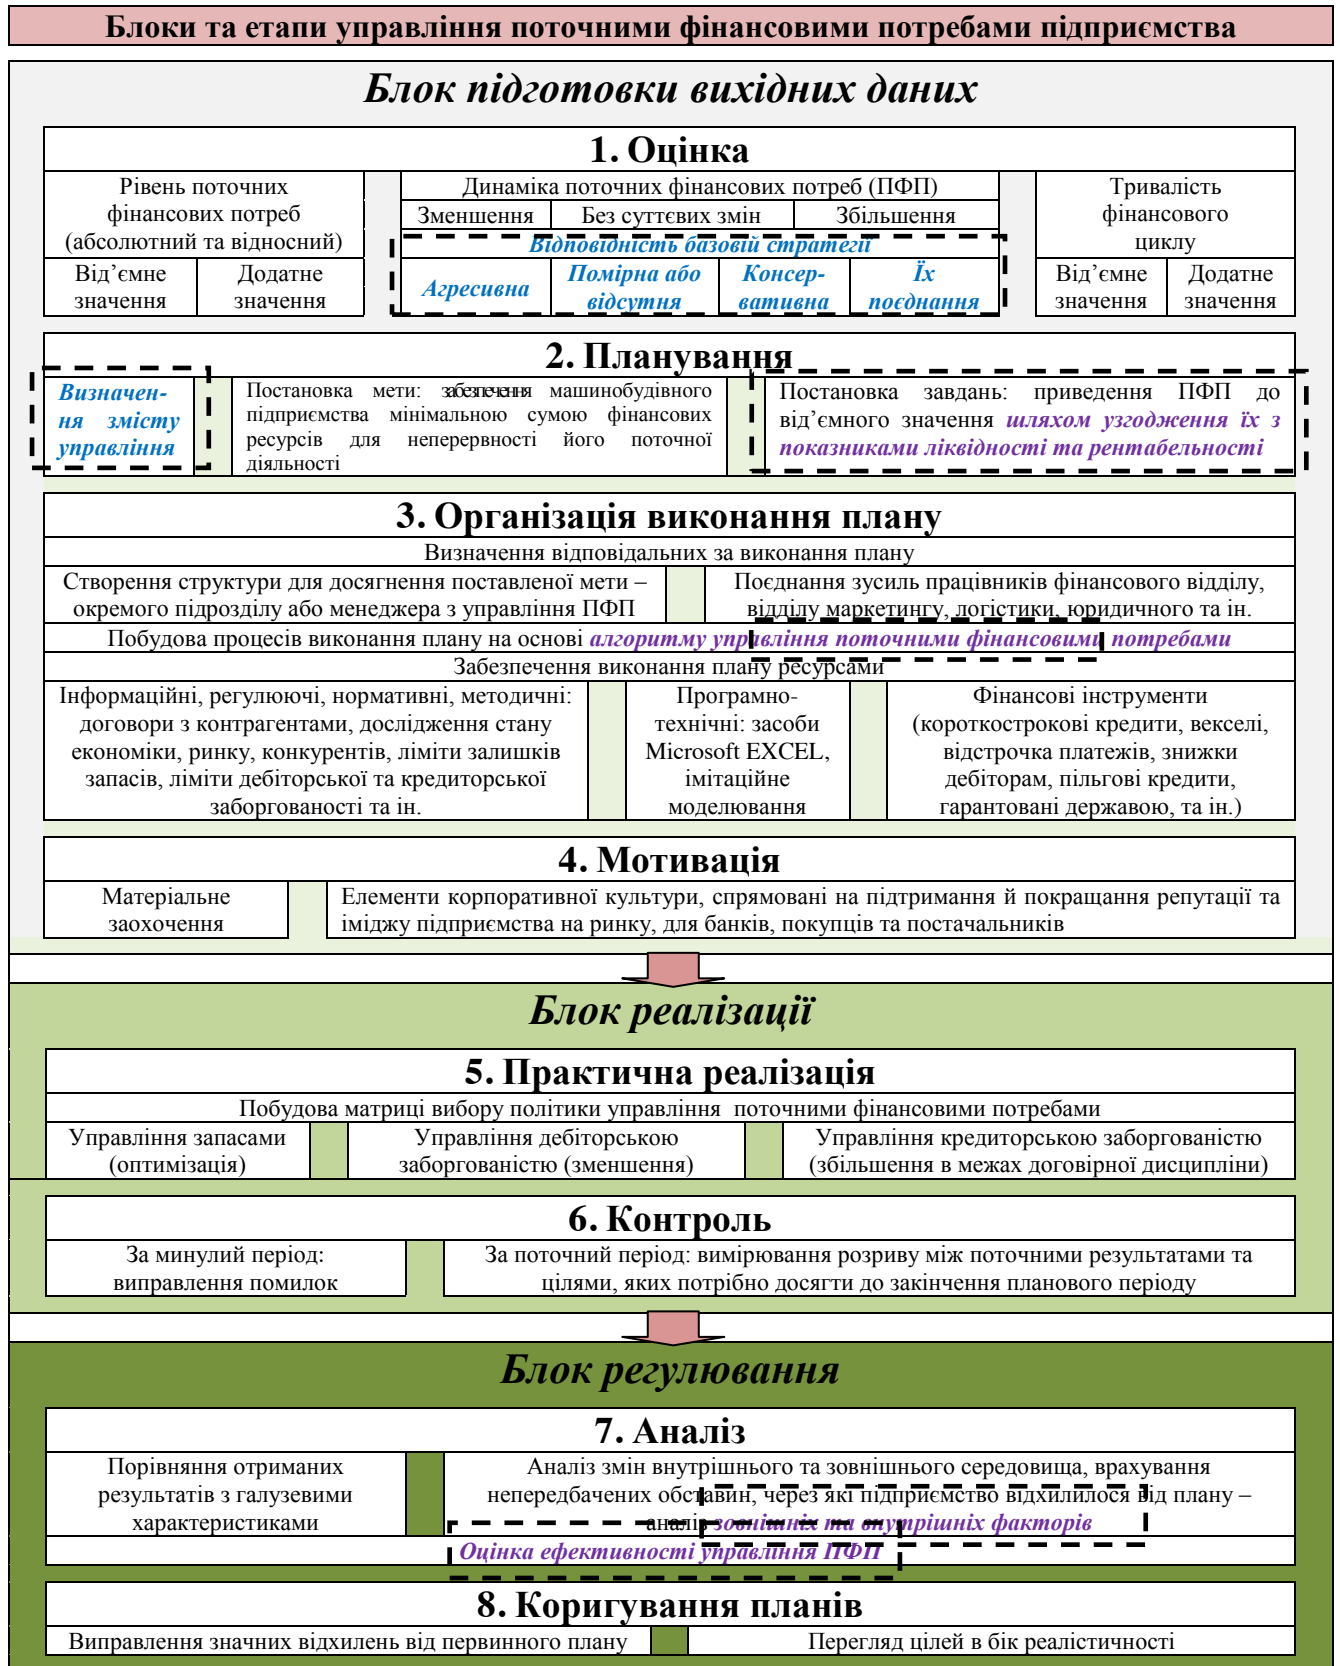 Блоки та етапи управління поточними фінансовими потребами підприємства
Блок підготовки вихідних даних
1. Оцінка
Рівень поточних
фінансових потреб
(абсолютний та відносний)
Від’ємне
значення
Додатне
значення
Динаміка поточних фінансових потреб (ПФП)
Зменшення
Без суттєвих змін
Збільшення
Відповідність базовій стратегії
Агресивна
Помірна або
відсутня
Консер-
вативна
Їх
поєднання
Тривалість
фінансового
циклу
Від’ємне
значення
Додатне
значення
2. Планування
Визначен-
ня змісту
управління
Постановка мети: забезпечення машинобудівного
підприємства мінімальною сумою фінансових
ресурсів для неперервності його поточної
діяльності
Постановка завдань: приведення ПФП до
від’ємного значення шляхом узгодження їх з
показниками ліквідності та рентабельності
3. Організація виконання плану
Визначення відповідальних за виконання плану
Створення структури для досягнення поставленої мети –
окремого підрозділу або менеджера з управління ПФП
Поєднання зусиль працівників фінансового відділу,
відділу маркетингу, логістики, юридичного та ін.
Побудова процесів виконання плану на основі алгоритму управління поточними фінансовими потребами
Забезпечення виконання плану ресурсами
Інформаційні, регулюючі, нормативні, методичні:
договори з контрагентами, дослідження стану
економіки, ринку, конкурентів, ліміти залишків
запасів, ліміти дебіторської та кредиторської
заборгованості та ін.
Програмно-
технічні: засоби
Microsoft EXCEL,
імітаційне
моделювання
Фінансові інструменти
(короткострокові кредити, векселі,
відстрочка платежів, знижки
дебіторам, пільгові кредити,
гарантовані державою, та ін.)
4. Мотивація
Матеріальне
заохочення
Елементи корпоративної культури, спрямовані на підтримання й покращання репутації та
іміджу підприємства на ринку, для банків, покупців та постачальників
Блок реалізації
5. Практична реалізація
Побудова матриці вибору політики управління поточними фінансовими потребами
Управління запасами
(оптимізація)
Управління дебіторською
заборгованістю (зменшення)
Управління кредиторською заборгованістю
(збільшення в межах договірної дисципліни)
6. Контроль
За минулий період:
виправлення помилок
За поточний період: вимірювання розриву між поточними результатами та
цілями, яких потрібно досягти до закінчення планового періоду
Блок регулювання
7. Аналіз
Порівняння отриманих
результатів з галузевими
характеристиками
Аналіз змін внутрішнього та зовнішнього середовища, врахування
непередбачених обставин, через які підприємство відхилилося від плану –
аналіз зовнішніх та внутрішніх факторів
Оцінка ефективності управління ПФП
8. Коригування планів
Виправлення значних відхилень від первинного плану
Перегляд цілей в бік реалістичності